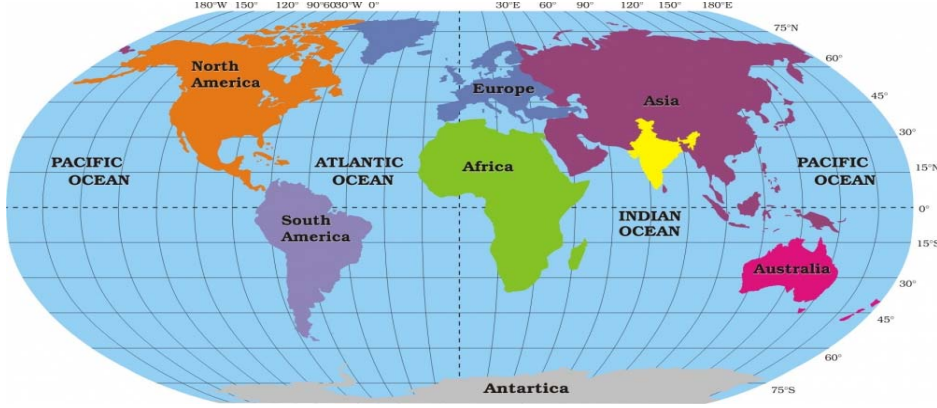 180°W 150° 120° 90°60°30°W 0° 30°E 60° 90° 120° 150° 180°E
75°N
60°
45°
30°
15°
0°
15°S
30°
45°
60°
75°S
North
America
Europe
Asia
PACIFIC
OCEAN
ATLANTIC
OCEAN
Africa
PACIFIC
OCEAN
South
America
INDIAN
OCEAN
Australia
Antartica